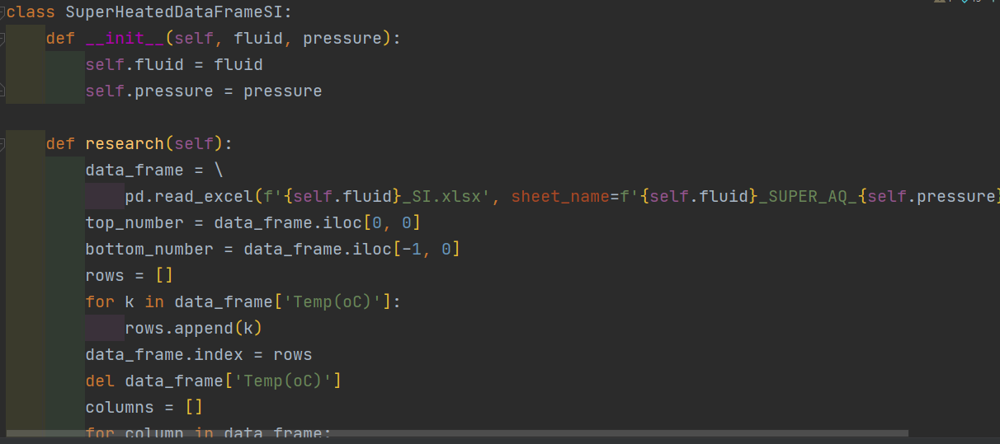 class SuperHeatedDataFrameSI:
    def __init__(self, fluid, pressure):
        self.fluid = fluid
        self.pressure = pressure

    def research(self):
        data_frame = \
            pd.read_excel(f'{self.fluid}_SI.xlsx', sheet_name=f'{self.fluid}_SUPER_AQ_{self.pressure}
        top_number = data_frame.iloc[0, 0]
        bottom_number = data_frame.iloc[-1, 0]
        rows = []
        for k in data_frame['Temp(oC)']:
            rows.append(k)
        data_frame.index = rows
        del data_frame['Temp(oC)']
        columns = []
        for column in data_frame: